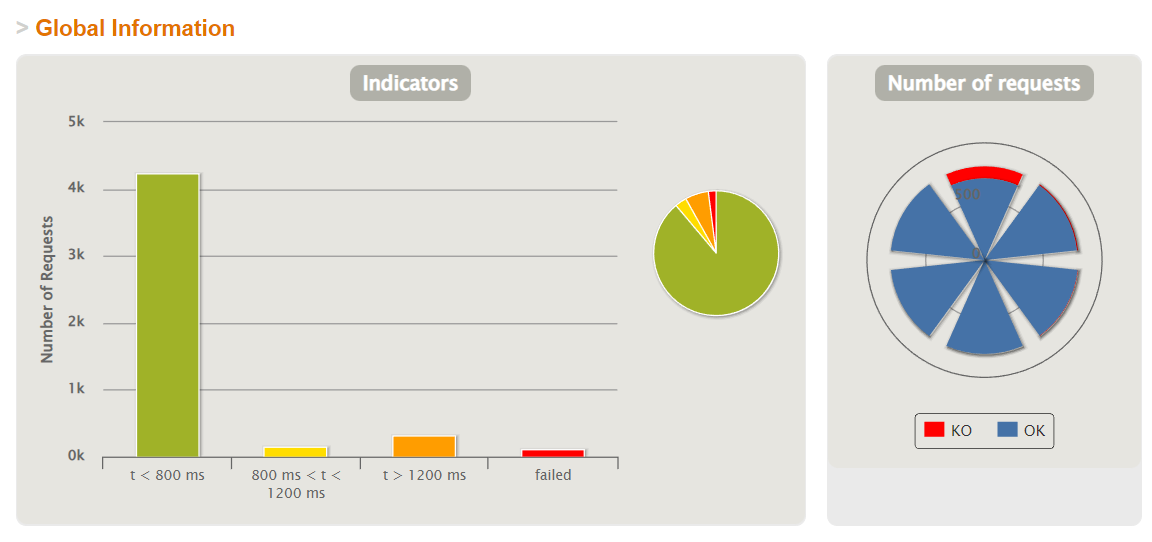 > Global Information
Indicators
5k
4k
3k
2k
1k
0k
Number of Requests
t < 800 ms
800 ms < t <
1200 ms
t > 1200 ms
failed
Number of requests
500
0
KO
OK